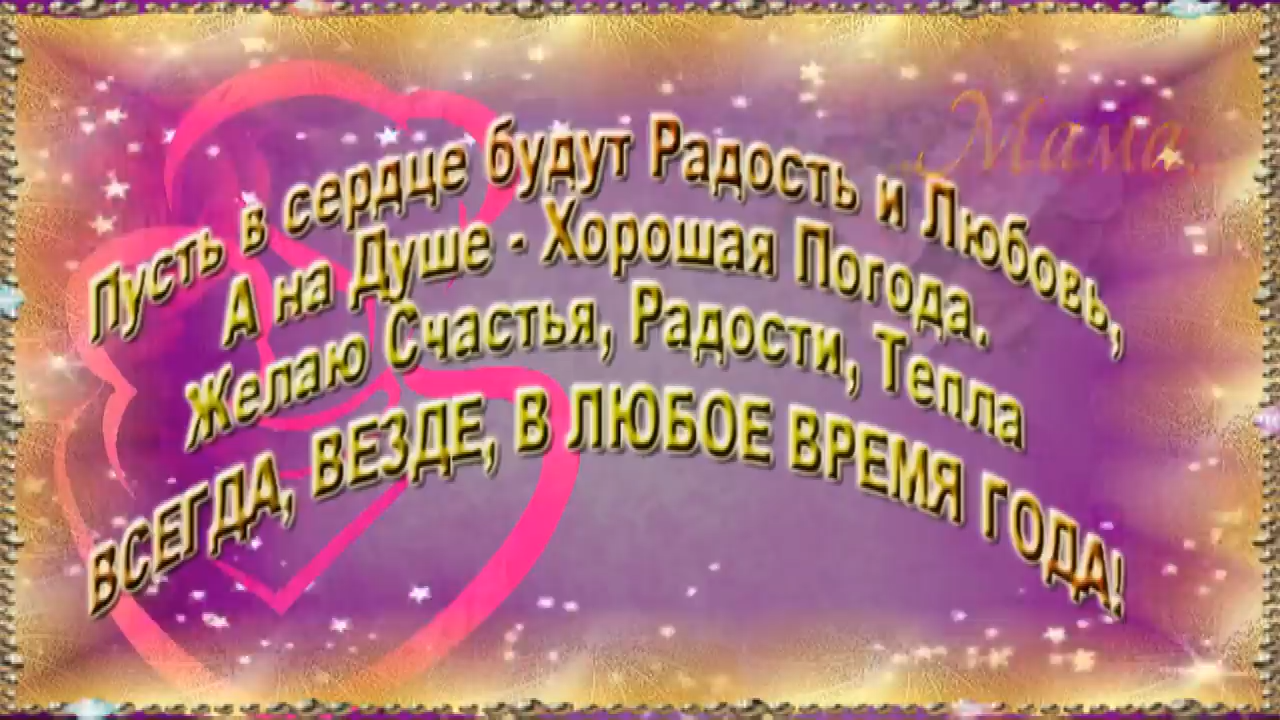 Мама
Пусть в сердце будут Радость и Любовь,
А на Душе - Хорошая Погода.
Желаю Счастья, Радости, Тепла
ВСЕГДА, ВЕЗДЕ, В ЛЮБОЕ ВРЕМЯ ГОДА!